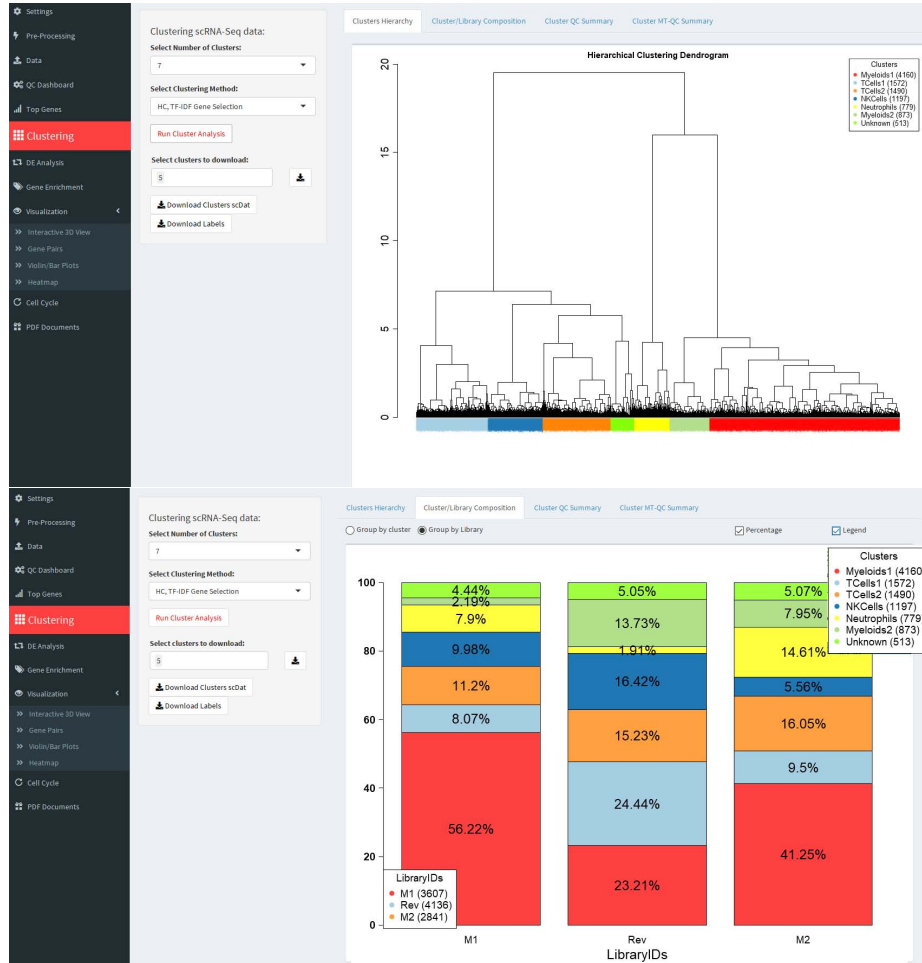 Settings
Pre-Processing
Data
QC Dashboard
Top Genes
Clustering
DE Analysis
Gene Enrichment
Visualization
Interactive 3D View
Gene Pairs
Violin/Bar Plots
Heatmap
Cell Cycle
PDF Documents
Clustering scRNA-Seq data:
Select Number of Clusters:
7
Select Clustering Method:
HC, TF-IDF Gene Selection
Run Cluster Analysis
Select clusters to download:
5
Download Clusters scDat
Download Labels
Clusters Hierarchy Cluster/Library Composition Cluster QC Summary Cluster MT-QC Summary
Hierarchical Clustering Dendrogram
20
15
10
5
0
Clusters
Myeloids1 (4160)
TCells1 (1572)
TCells2 (1490)
NKCells (1197)
Neutrophils (779)
Myeloids2 (873)
Unknown (513)
Settings
Pre-Processing
Data
QC Dashboard
Top Genes
Clustering
DE Analysis
Gene Enrichment
Visualization
Interactive 3D View
Gene Pairs
Violin/Bar Plots
Heatmap
Cell Cycle
PDF Documents
Clustering scRNA-Seq data:
Select Number of Clusters:
7
Select Clustering Method:
HC, TF-IDF Gene Selection
Run Cluster Analysis
Select clusters to download:
5
Download Clusters scDat
Download Labels
Clusters Hierarchy Cluster/Library Composition Cluster QC Summary Cluster MT-QC Summary
Group by cluster Group by Library Percentage Legend
Clusters
Myeloids1 (4160)
TCells1 (1572)
TCells2 (1490)
NKCells (1197)
Neutrophils (779)
Myeloids2 (873)
Unknown (513)
100
80
60
40
20
0
4.44%
2.19%
7.9%
9.98%
11.2%
8.07%
56.22%
5.05%
13.73%
1.91%
16.42%
15.23%
24.44%
23.21%
5.07%
7.95%
14.61%
5.56%
16.05%
9.5%
41.25%
LibraryIDs
M1 (3607)
Rev (4136)
M2 (2841)
M1 Rev M2
LibraryIDs